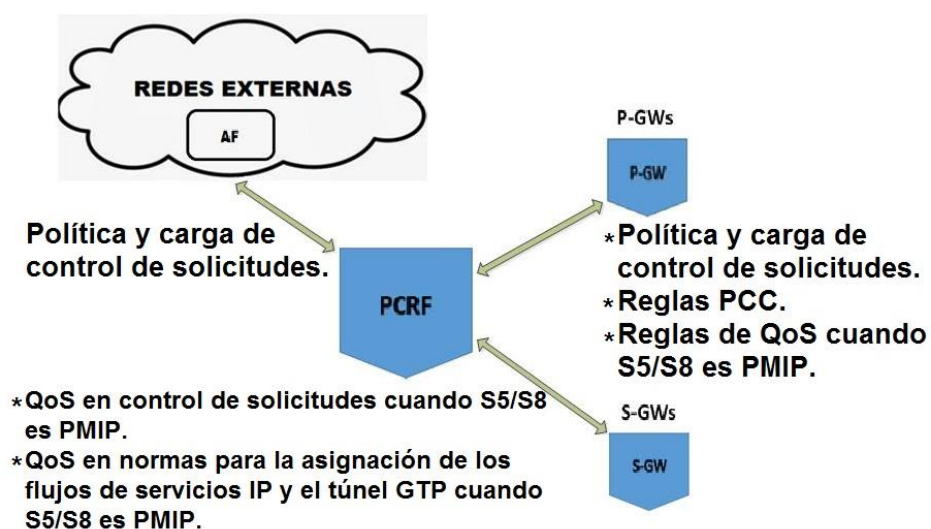 REDES EXTERNAS
AF
P-GWs
P-GW
Política y carga de
control de solicitudes.
PCRF
*Política y carga de
control de solicitudes.
*Reglas PCC.
*Reglas de QoS cuando
S5/S8 es PMIP.
*QoS en control de solicitudes cuando S5/S8
es PMIP.
*QoS en normas para la asignación de los
flujos de servicios IP y el túnel GTP cuando
S5/S8 es PMIP.
S-GWs
S-GW